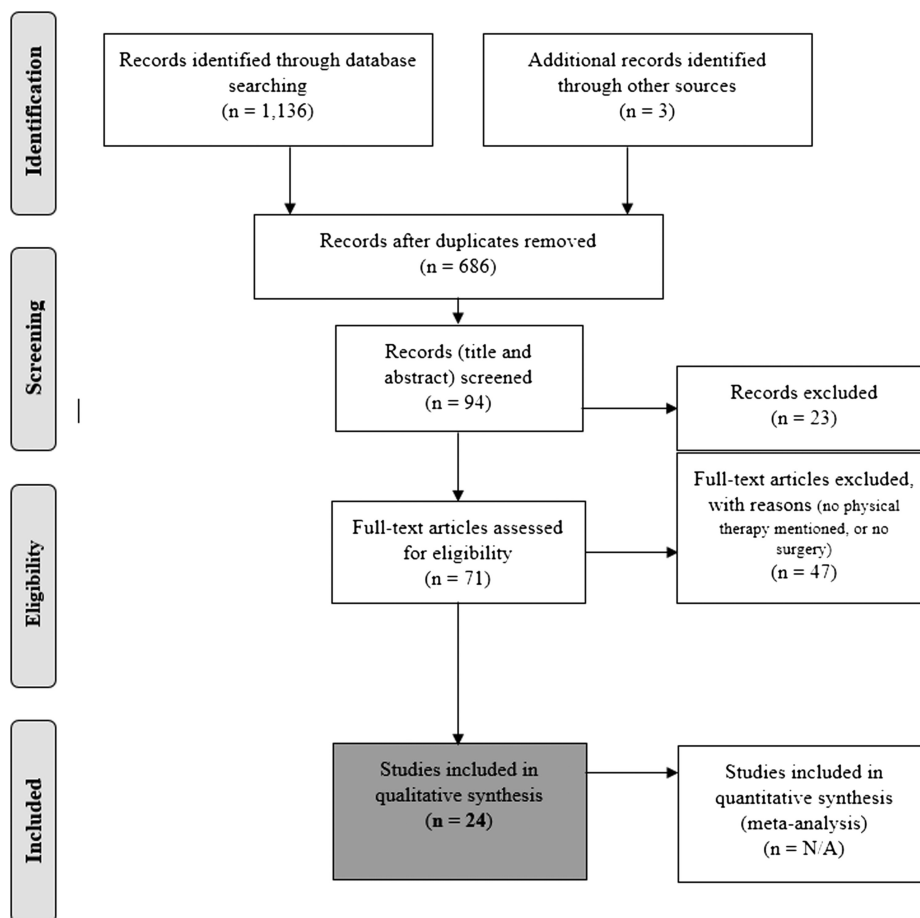 Identification
Records identified through database
searching
(n = 1,136)
Additional records identified
through other sources
(n = 3)
Records after duplicates removed
(n = 686)
Screening
Records (title and
abstract) screened
(n = 94)
Records excluded
(n = 23)
Eligibility
Full-text articles assessed
for eligibility
(n = 71)
Full-text articles excluded,
with reasons (no physical
therapy mentioned, or no
surgery)
(n = 47)
Included
Studies included in
qualitative synthesis
(n = 24)
Studies included in
quantitative synthesis
(meta-analysis)
(n = N/A)